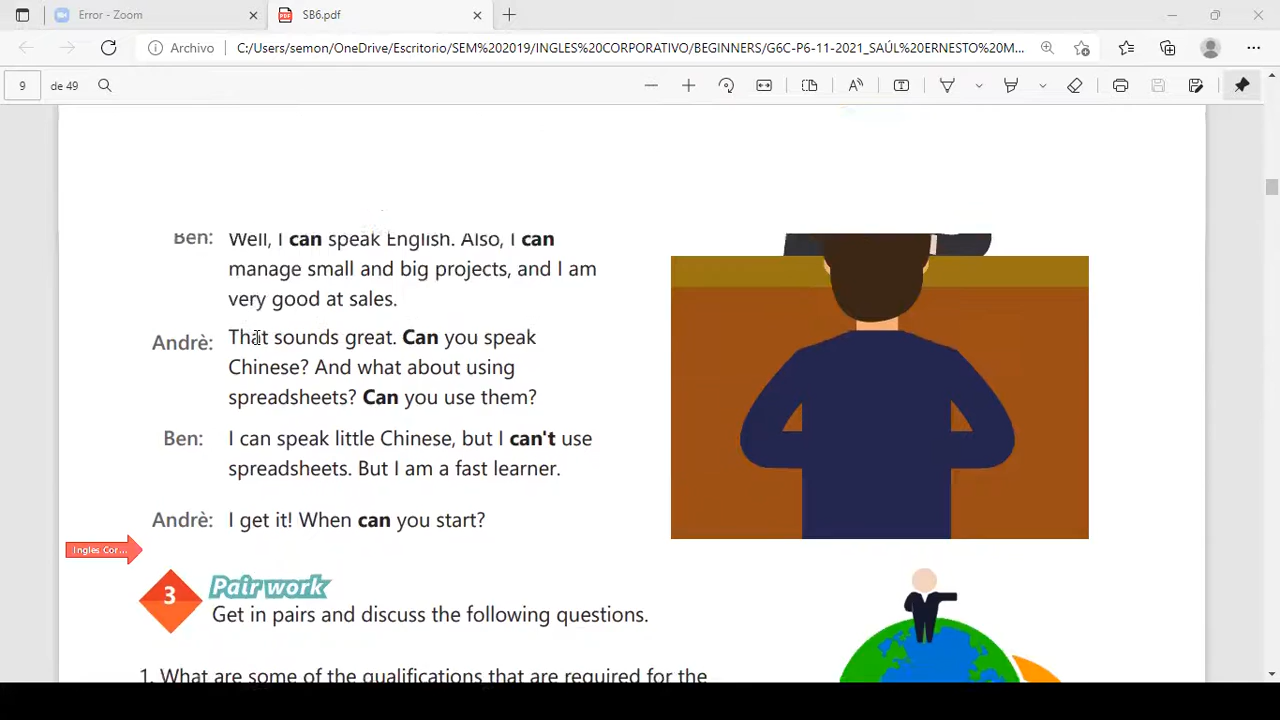 Error - Zoom
SB6.pdf
Archivo
C:/Users/semon/OneDrive/Escritorio/SEM%202019/INGLES%20CORPORATIVO/BEGINNERS/G6C-P6-11-2021_SAÚL%20ERNESTO%20M...
9 de 49
Ben: Well, I can speak English. Also, I can
manage small and big projects, and I am
very good at sales.
Andrè: That sounds great. Can you speak
Chinese? And what about using
spreadsheets? Can you use them?
Ben: I can speak little Chinese, but I can't use
spreadsheets. But I am a fast learner.
Andrè: I get it! When can you start?
Ingles Cor...
3 Pair work
Get in pairs and discuss the following questions.
1. What are some of the qualifications that are required for the